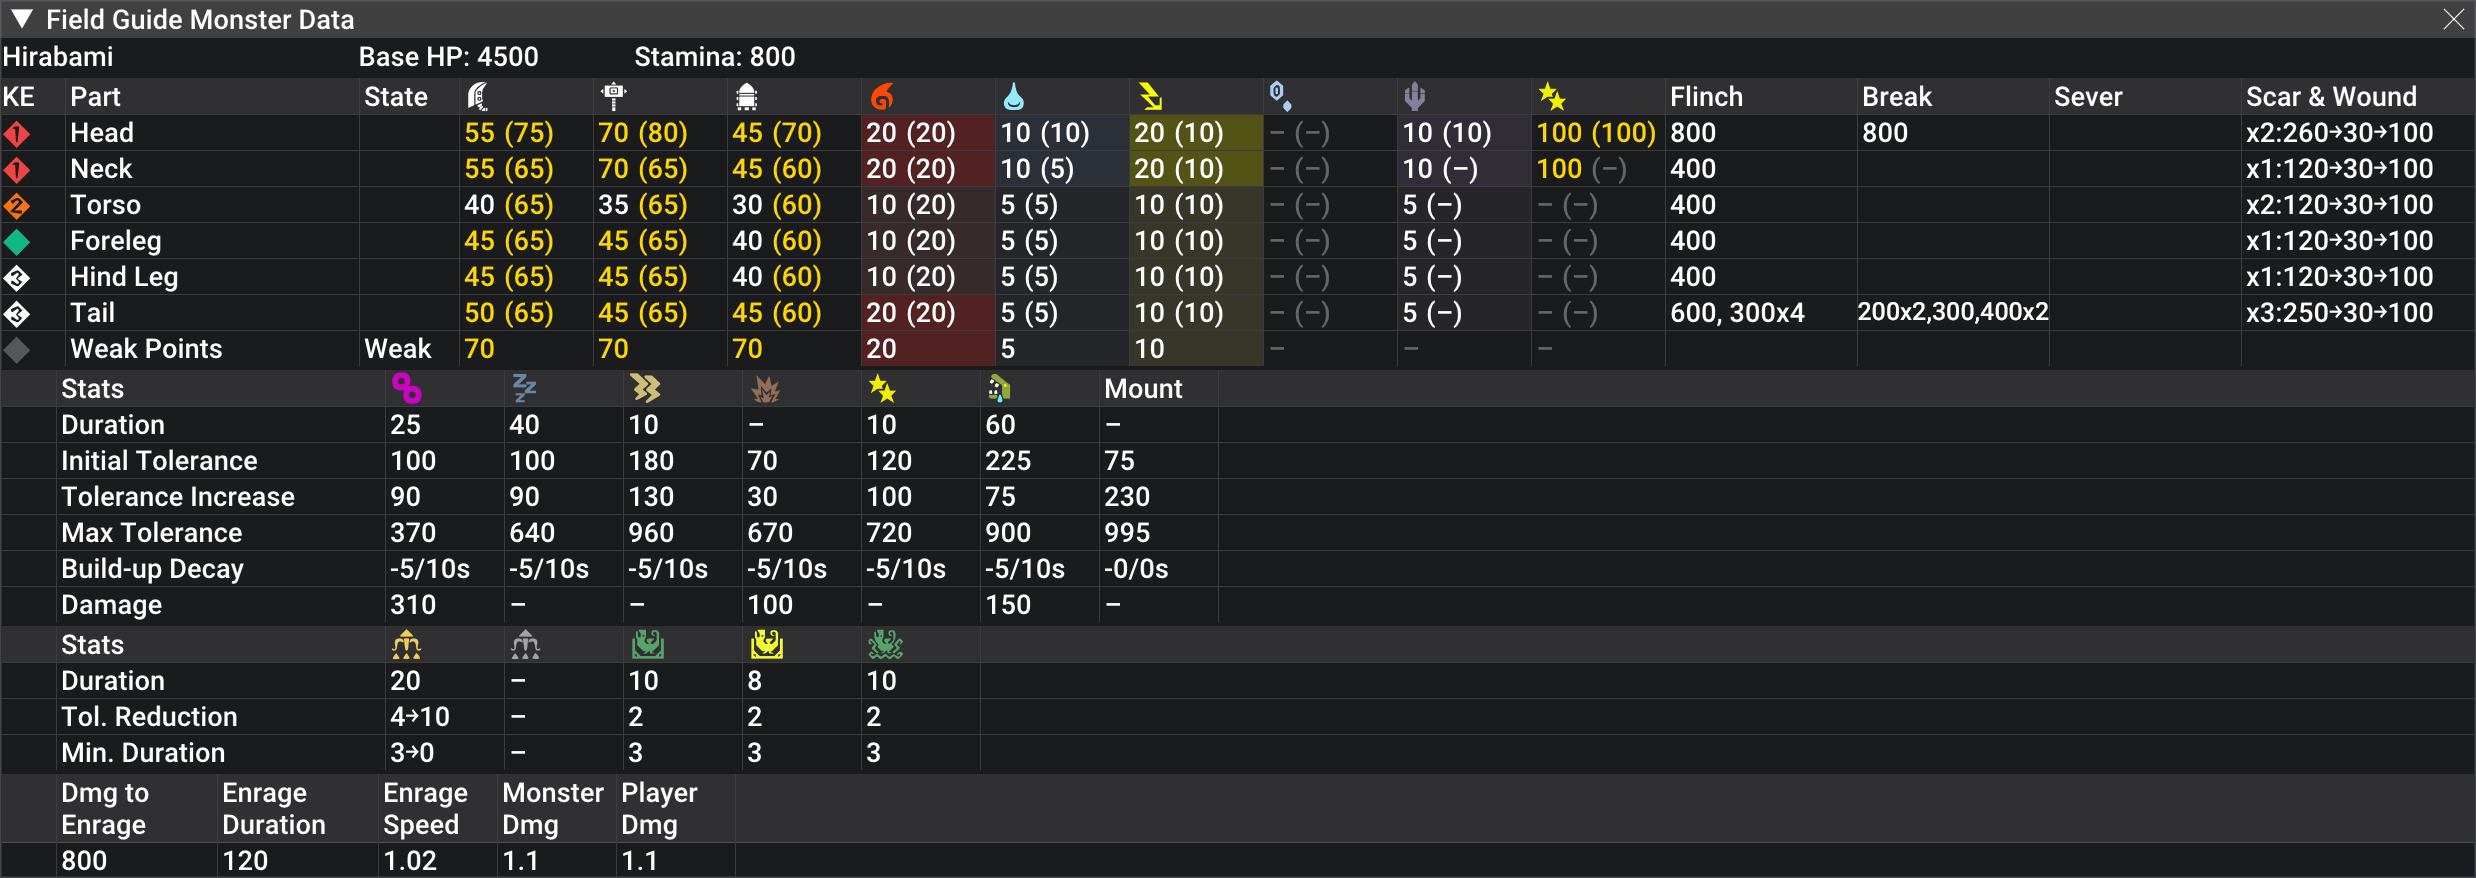 Field Guide Monster Data
Hirabami Base HP: 4500 Stamina: 800
KE Part State Flinch Break Sever Scar & Wound
1 Head 55 (75) 70 (80) 45 (70) 20 (20) 10 (10) 20 (10) – (–) 10 (10) 100 (100) 800 800 x2:260→30→100
1 Neck 55 (65) 70 (65) 45 (60) 20 (20) 10 (5) 20 (10) – (–) 10 (–) 100 (–) 400 x1:120→30→100
2 Torso 40 (65) 35 (65) 30 (60) 10 (20) 5 (5) 10 (10) – (–) 5 (–) – (–) 400 x2:120→30→100
Foreleg 45 (65) 45 (65) 40 (60) 10 (20) 5 (5) 10 (10) – (–) 5 (–) – (–) 400 x1:120→30→100
3 Hind Leg 45 (65) 45 (65) 40 (60) 10 (20) 5 (5) 10 (10) – (–) 5 (–) – (–) 400 x1:120→30→100
3 Tail 50 (65) 45 (65) 45 (60) 20 (20) 5 (5) 10 (10) – (–) 5 (–) – (–) 600, 300x4 200x2,300,400x2 x3:250→30→100
Weak Points Weak 70 70 70 20 5 10 – – –
Stats Mount
Duration 25 40 10 – 10 60 –
Initial Tolerance 100 100 180 70 120 225 75
Tolerance Increase 90 90 130 30 100 75 230
Max Tolerance 370 640 960 670 720 900 995
Build-up Decay -5/10s -5/10s -5/10s -5/10s -5/10s -5/10s -0/0s
Damage 310 – – 100 – 150 –
Stats
Duration 20 – 10 8 10
Tol. Reduction 4→10 – 2 2 2
Min. Duration 3→0 – 3 3 3
Dmg to Enrage Enrage Monster Player
Enrage Duration Speed Dmg Dmg
800 120 1.02 1.1 1.1